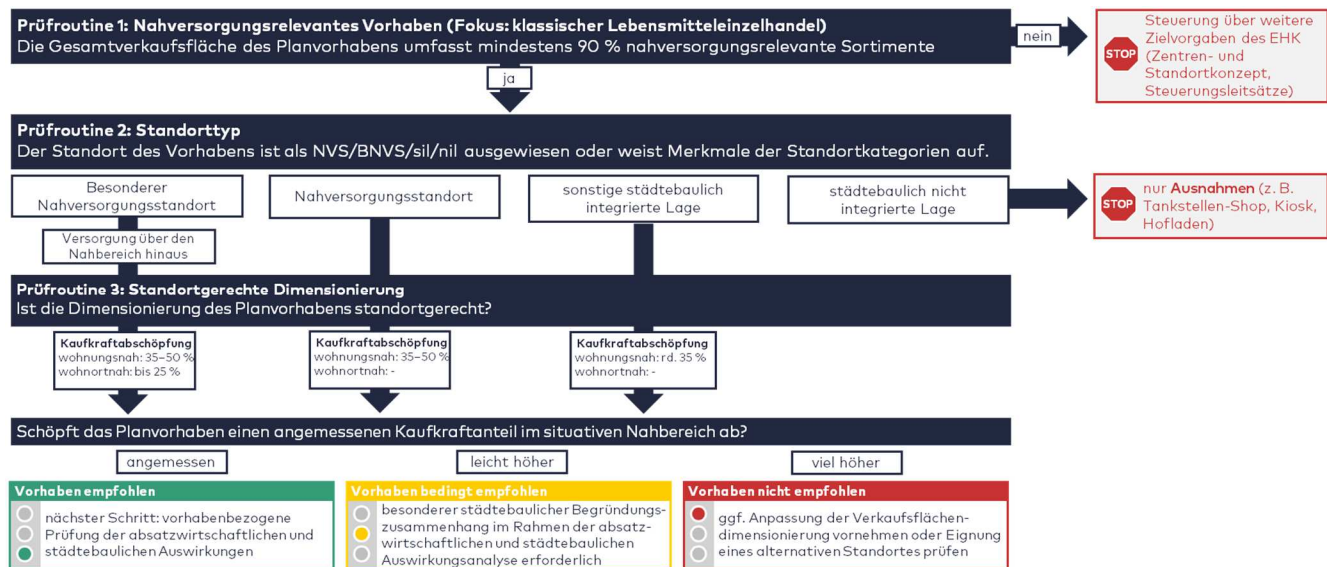 Prüfroutine 1: Nahversorgungsrelevantes Vorhaben (Fokus: klassischer Lebensmitteleinzelhandel)
Die Gesamtverkaufsfläche des Planvorhabens umfasst mindestens 90 % nahversorgungsrelevante Sortimente
nein
STOP
Steuerung über weitere
Zielvorgaben des EHK
(Zentren- und
Standortkonzept,
Steuerungsleitsätze)
ja
Prüfroutine 2: Standorttyp
Der Standort des Vorhabens ist als NVS/BNVS/sil/nil ausgewiesen oder weist Merkmale der Standortkategorien auf.
Besonderer
Nahversorgungsstandort
Nahversorgungsstandort
sonstige städtebaulich
integrierte Lage
städtebaulich nicht
integrierte Lage
STOP
nur Ausnahmen (z. B.
Tankstellen-Shop, Kiosk,
Hofladen)
Versorgung über den
Nahbereich hinaus
Prüfroutine 3: Standortgerechte Dimensionierung
Ist die Dimensionierung des Planvorhabens standortgerecht?
Kaufkraftabschöpfung
wohnungsnah: 35–50 %
wohnortnah: bis 25 %
Kaufkraftabschöpfung
wohnungsnah: 35–50 %
wohnortnah: -
Kaufkraftabschöpfung
wohnungsnah: rd. 35 %
wohnortnah: -
Schöpft das Planvorhaben einen angemessenen Kaufkraftanteil im situativen Nahbereich ab?
angemessen
leicht höher
viel höher
Vorhaben empfohlen
nächster Schritt: vorhabenbezogene
Prüfung der absatzwirtschaftlichen und
städtebaulichen Auswirkungen
Vorhaben bedingt empfohlen
besonderer städtebaulicher Begründungs-
zusammenhang im Rahmen der absatz-
wirtschaftlichen und städtebaulichen
Auswirkungsanalyse erforderlich
Vorhaben nicht empfohlen
ggf. Anpassung der Verkaufsflächen-
dimensionierung vornehmen oder Eignung
eines alternativen Standortes prüfen